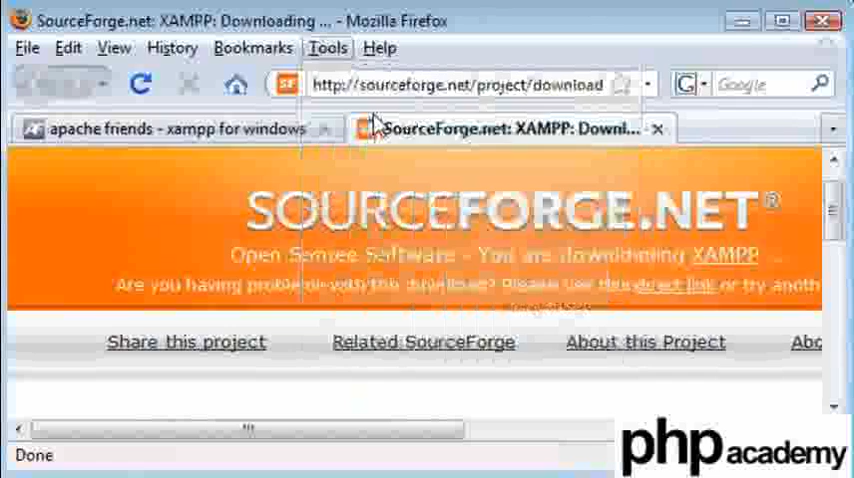 SourceForge.net: XAMPP: Downloading ... - Mozilla Firefox
File Edit View History Bookmarks Tools Help
http://sourceforge.net/project/download G Google
apache friends - xampp for windows SourceForge.net: XAMPP: Downl...
SOURCEFORGE.NET®
Open Source Software - You are downloading XAMPP ...
Are you having problems with the download? Please use this direct link or try anoth
Share this project Related SourceForge About this Project Abo
Done
php academy